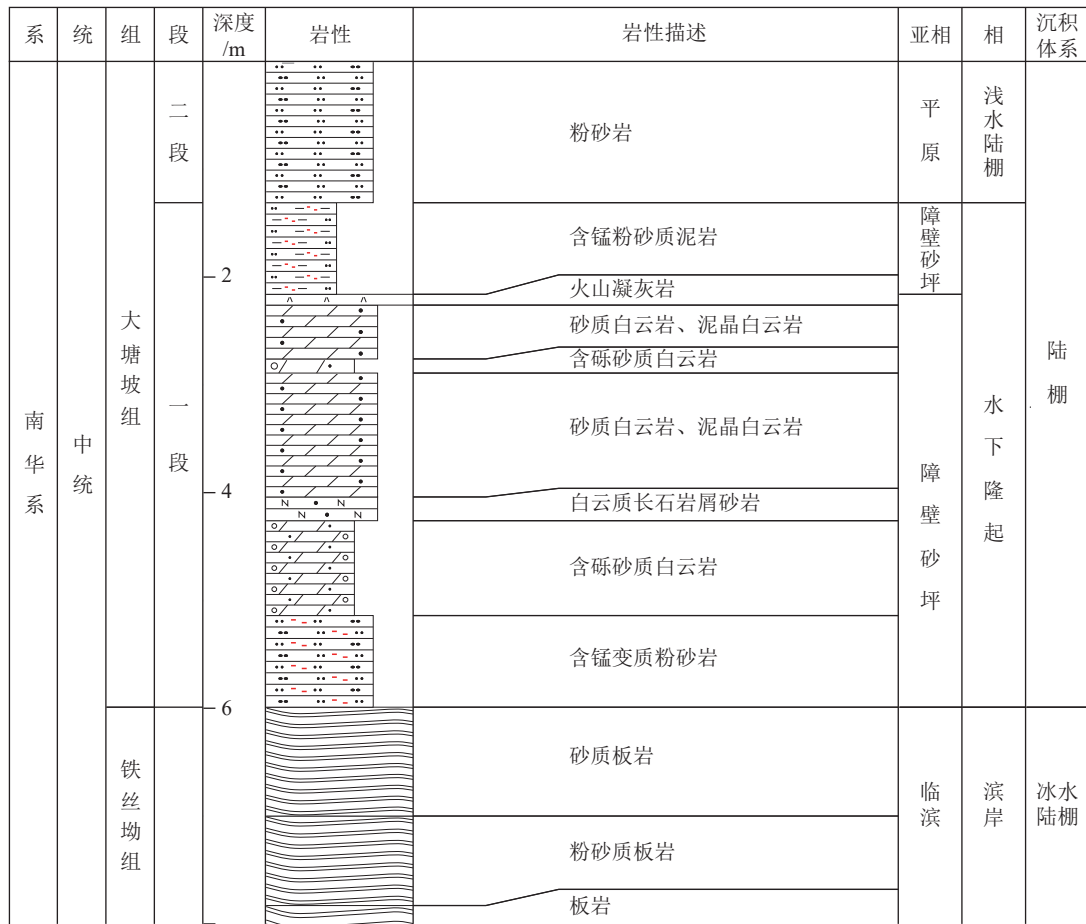 系 统 组 段 深度/m 岩性 岩性描述 亚相 相 沉积体系
南华系
中统
大塘坡组
二段
粉砂岩
平原
浅水陆棚
陆棚
一段
含锰粉砂质泥岩
障壁砂坪
水下隆起
2
火山凝灰岩
砂质白云岩、泥晶白云岩
含砾砂质白云岩
砂质白云岩、泥晶白云岩
障壁砂坪
4
白云质长石岩屑砂岩
含砾砂质白云岩
含锰变质粉砂岩
6
铁丝坳组
砂质板岩
临滨
滨岸
冰水陆棚
粉砂质板岩
板岩